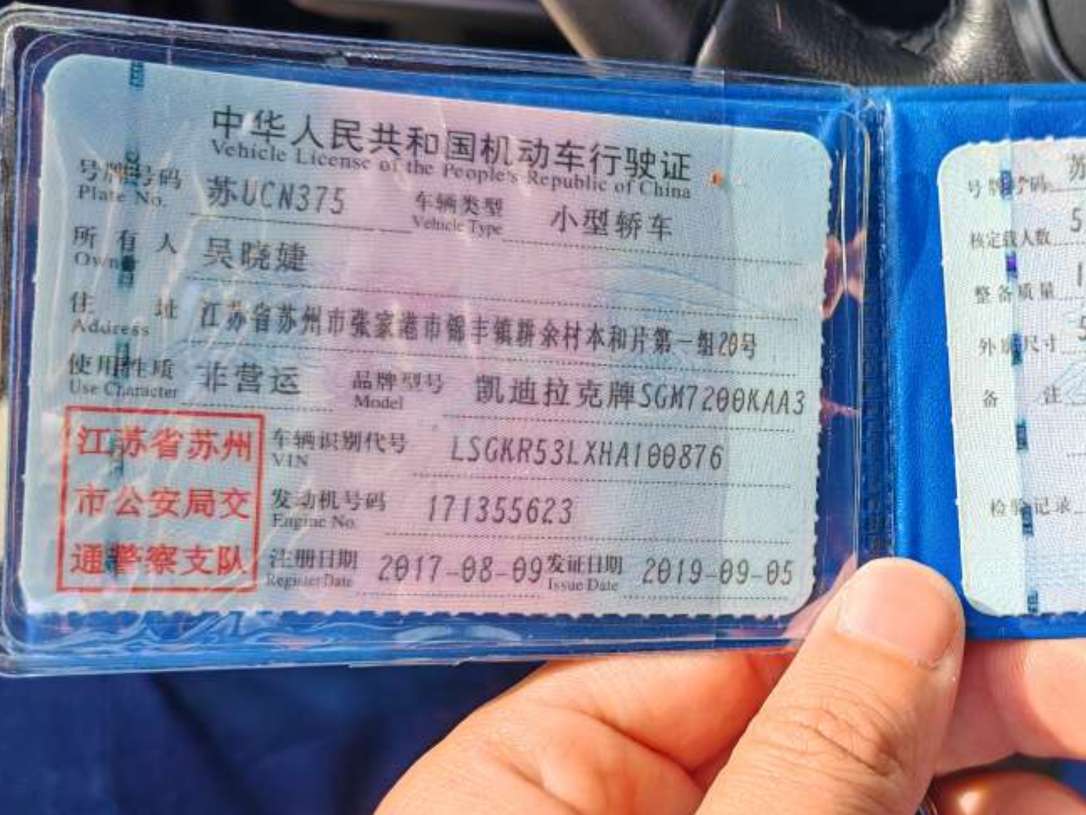 中华人民共和国机动车行驶证
Vehicle License of the People's Republic of China
号牌号码 苏UCN375 车辆类型 小型轿车
Plate No. Vehicle Type
所有人 吴晓婕
Owner
住址 江苏省苏州市张家港市锦丰镇耕余村本和片第一组20号
Address
使用性质 非营运 品牌型号 凯迪拉克牌SGM7200KAA3
Use Character Model
江苏省苏州
市公安局交
通警察支队
车辆识别代号 LSGKR53LXHA100876
VIN
发动机号码 171355623
Engine No.
注册日期 2017-08-09 发证日期 2019-09-05
Register Date Issue Date
号牌号码 苏
核定载人数 5
整备质量
外廓尺寸
备注
检验记录